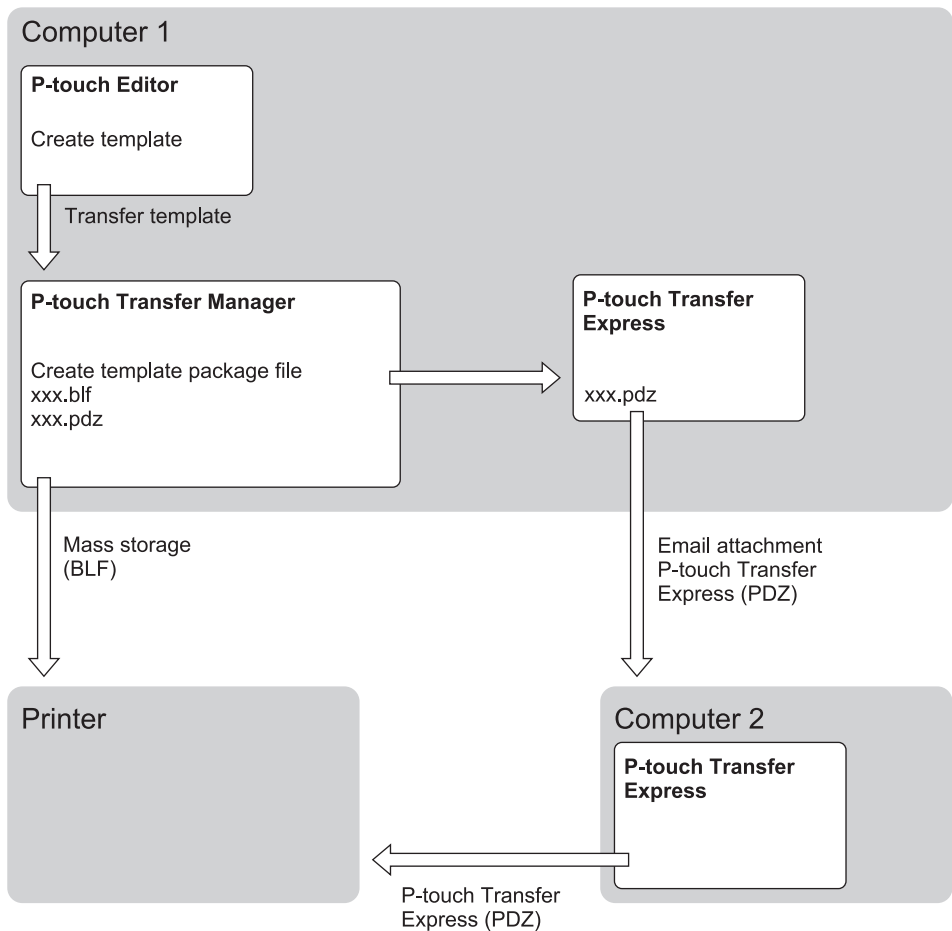 Computer 1
P-touch Editor
Create template
Transfer template
P-touch Transfer Manager
Create template package file
xxx.blf
xxx.pdz
P-touch Transfer
Express
xxx.pdz
Mass storage
(BLF)
Email attachment
P-touch Transfer
Express (PDZ)
Printer
Computer 2
P-touch Transfer
Express
P-touch Transfer
Express (PDZ)